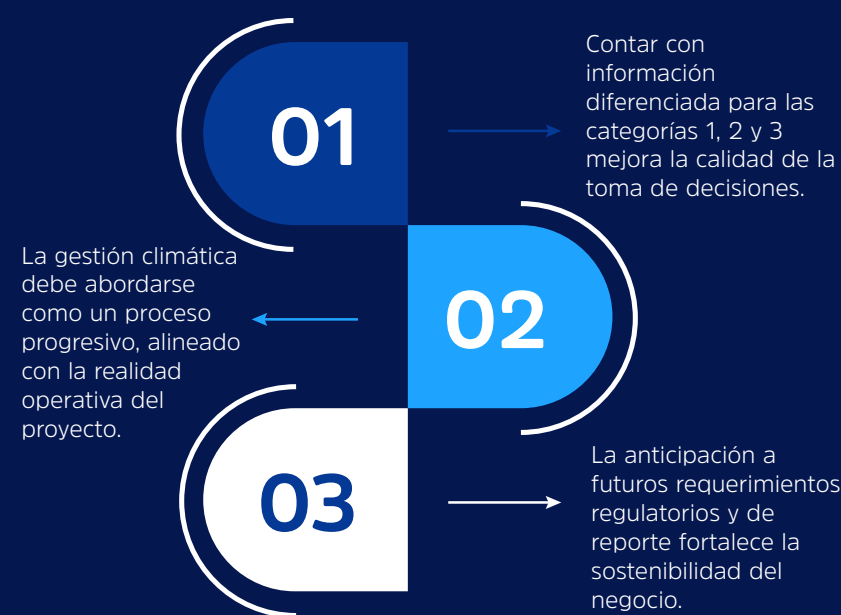 01
Contar con
información
diferenciada para las
categorías 1, 2 y 3
mejora la calidad de la
toma de decisiones.
02
La gestión climática
debe abordarse
como un proceso
progresivo, alineado
con la realidad
operativa del
proyecto.
03
La anticipación a
futuros requerimientos
regulatorios y de
reporte fortalece la
sostenibilidad del
negocio.